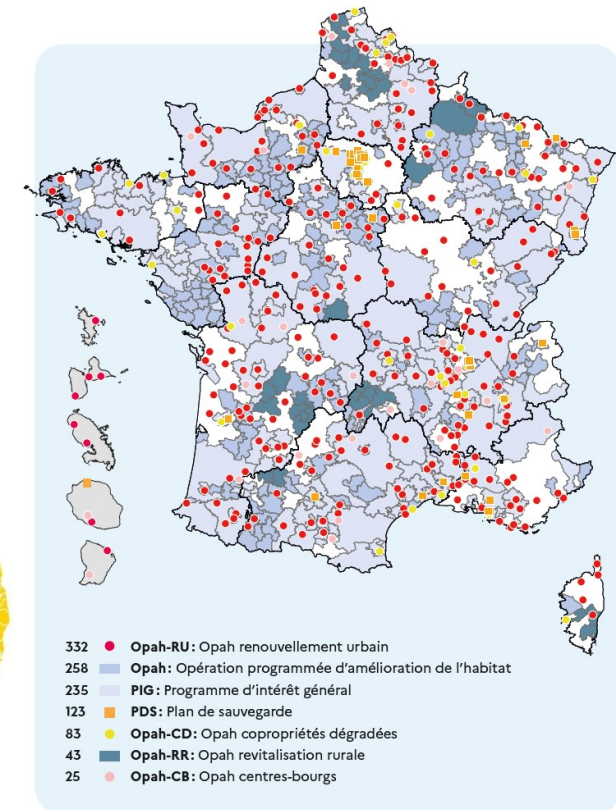 332 Opah-RU : Opah renouvellement urbain
258 Opah : Opération programmée d’amélioration de l’habitat
235 PIG : Programme d’intérêt général
123 PDS : Plan de sauvegarde
83 Opah-CD : Opah copropriétés dégradées
43 Opah-RR : Opah revitalisation rurale
25 Opah-CB : Opah centres-bourgs